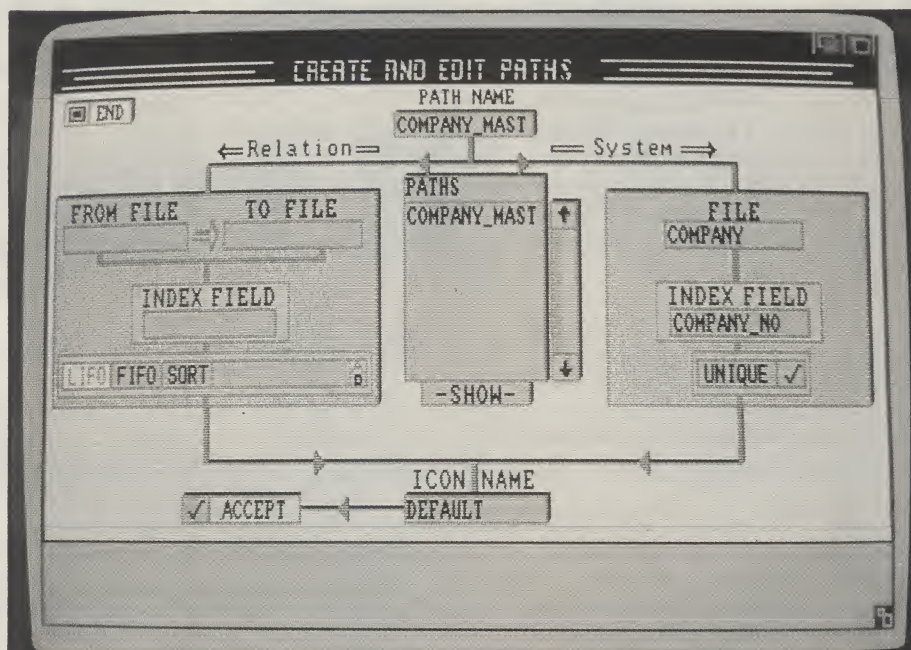 CREATE AND EDIT PATHS
END
PATH NAME
COMPANY_MAST
⇐Relation═
═System⇒
PATHS
COMPANY_MAST
-SHOW-
FROM FILE
TO FILE
INDEX FIELD
LIFO FIFO SORT
FILE
COMPANY
INDEX FIELD
COMPANY_NO
UNIQUE ✓
ICON NAME
DEFAULT
✓ ACCEPT